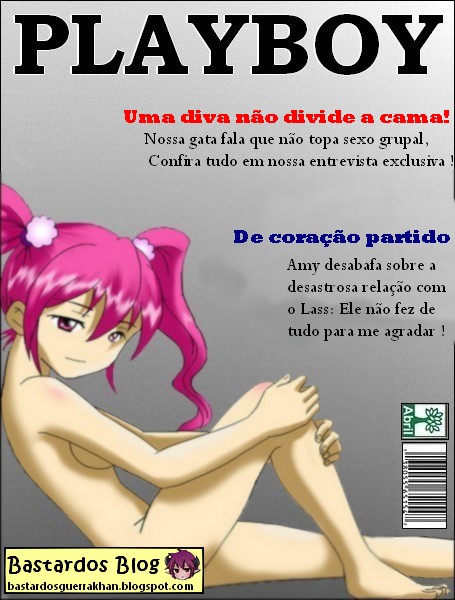 PLAYBOY
Uma diva não divide a cama!
Nossa gata fala que não topa sexo grupal,
Confira tudo em nossa entrevista exclusiva !
De coração partido
Amy desabafa sobre a
desastrosa relação com
o Lass: Ele não fez de
tudo para me agradar !
Abril
Bastardos Blog
bastardosguerrakhan.blogspot.com